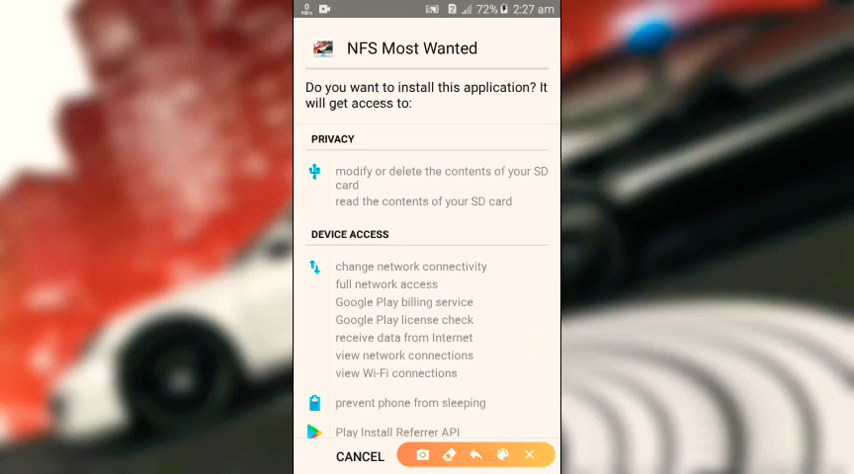 0
KB/s 2 72% 2:27 am
NFS Most Wanted
Do you want to install this application? It
will get access to:
PRIVACY
modify or delete the contents of your SD
card
read the contents of your SD card
DEVICE ACCESS
change network connectivity
full network access
Google Play billing service
Google Play license check
receive data from Internet
view network connections
view Wi-Fi connections
prevent phone from sleeping
Play Install Referrer API
CANCEL